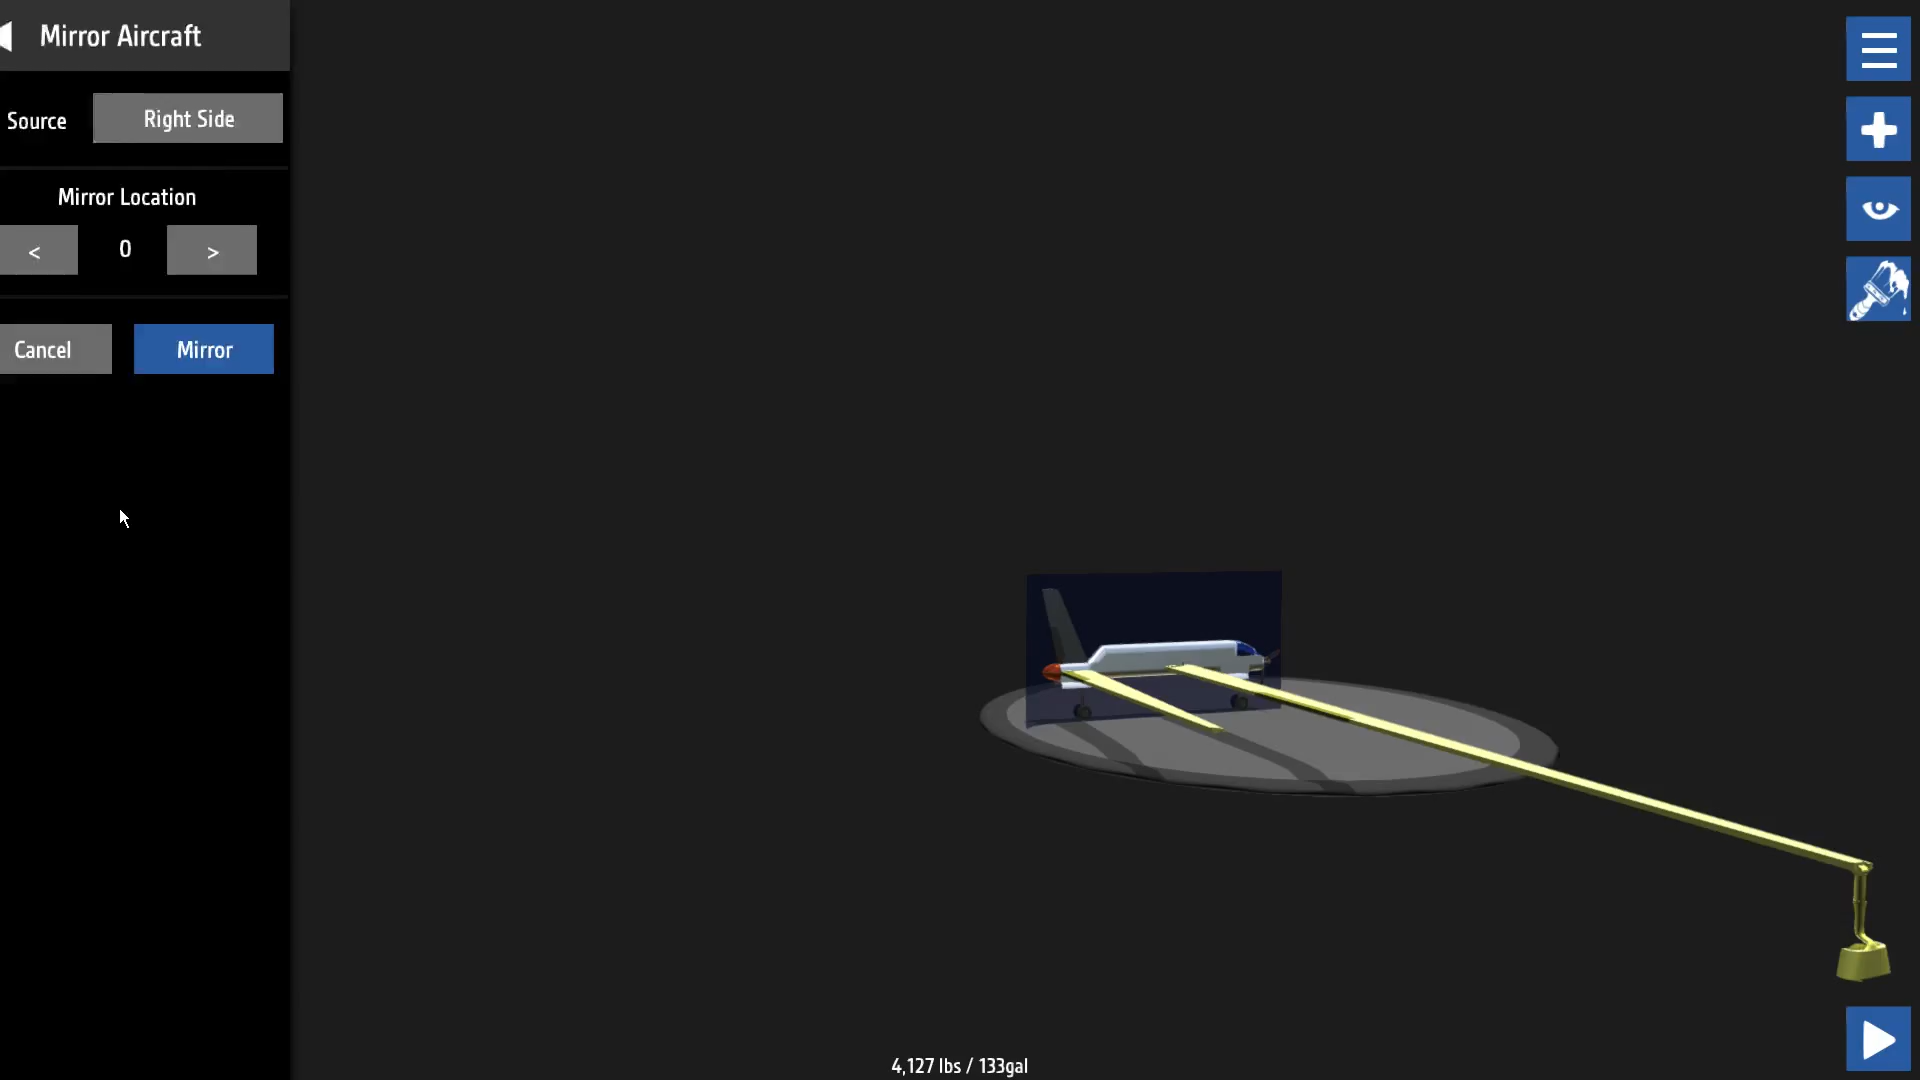 Mirror Aircraft
Source
Right Side
Mirror Location
<
0
>
Cancel
Mirror
4,127 lbs / 133gal